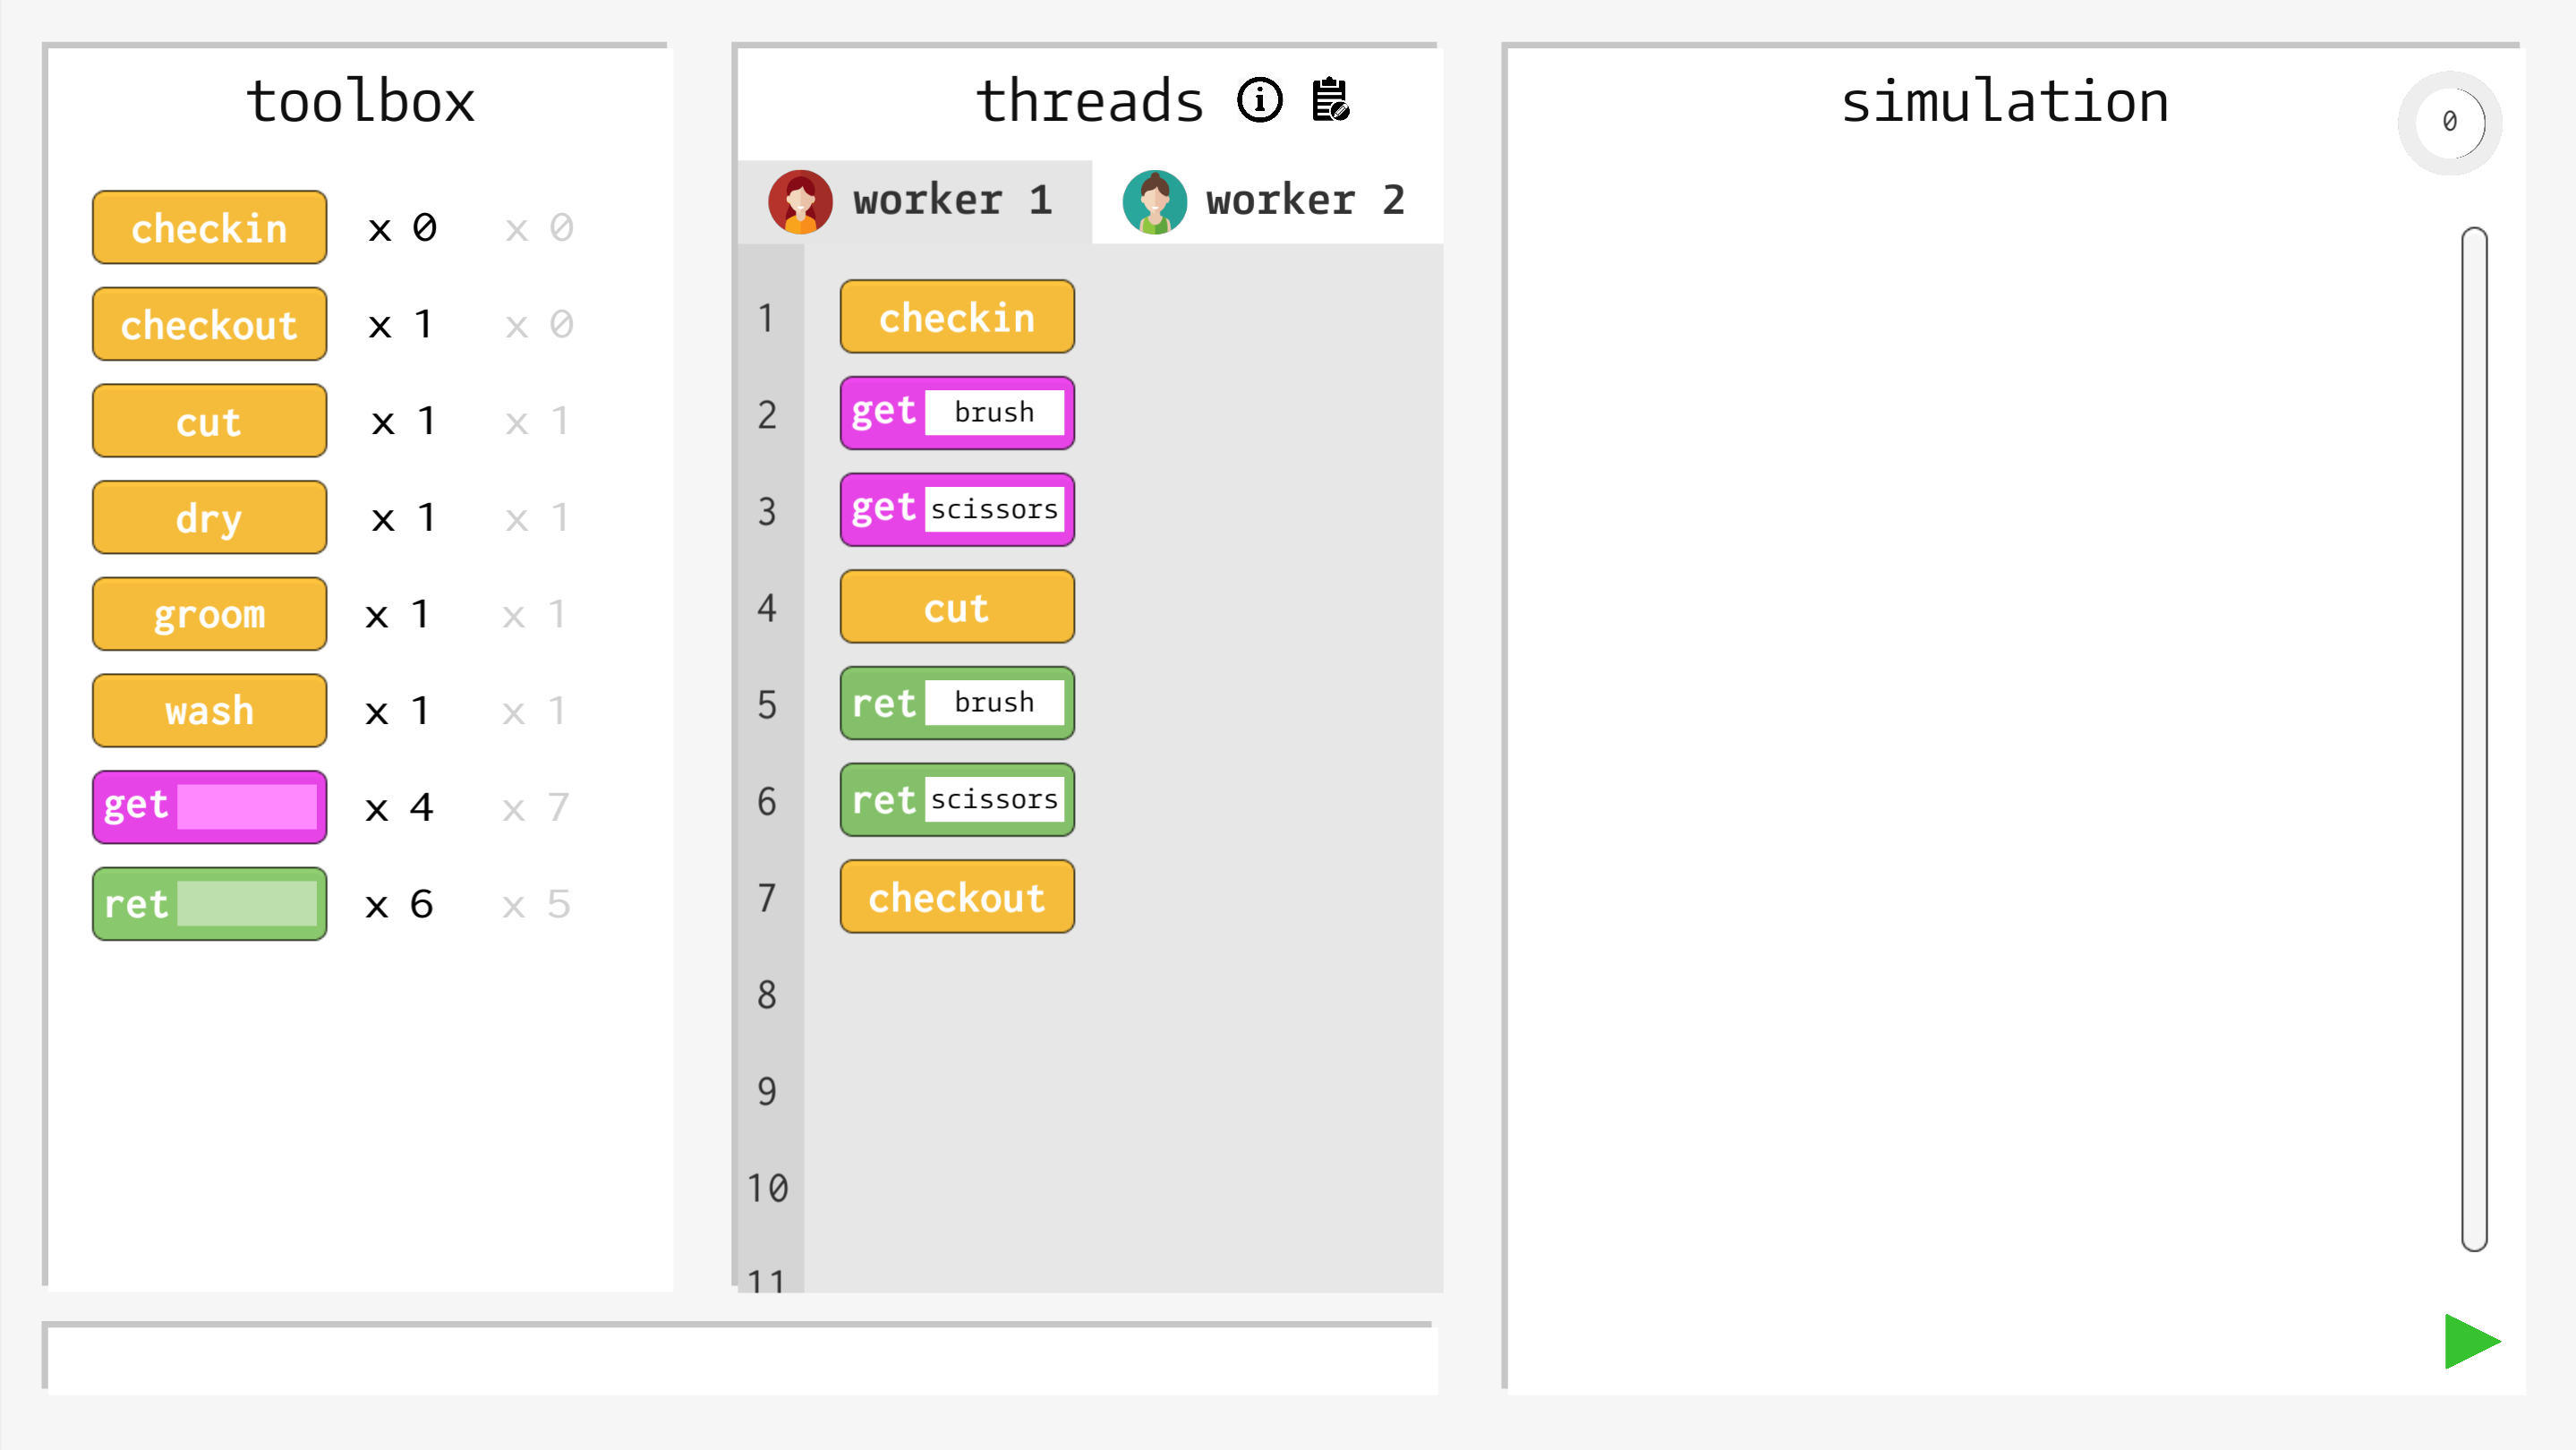 toolbox
checkin x 0 x 0
checkout x 1 x 0
cut x 1 x 1
dry x 1 x 1
groom x 1 x 1
wash x 1 x 1
get x 4 x 7
ret x 6 x 5
threads
worker 1 worker 2
1 checkin
2 get brush
3 get scissors
4 cut
5 ret brush
6 ret scissors
7 checkout
8
9
10
11
simulation
0